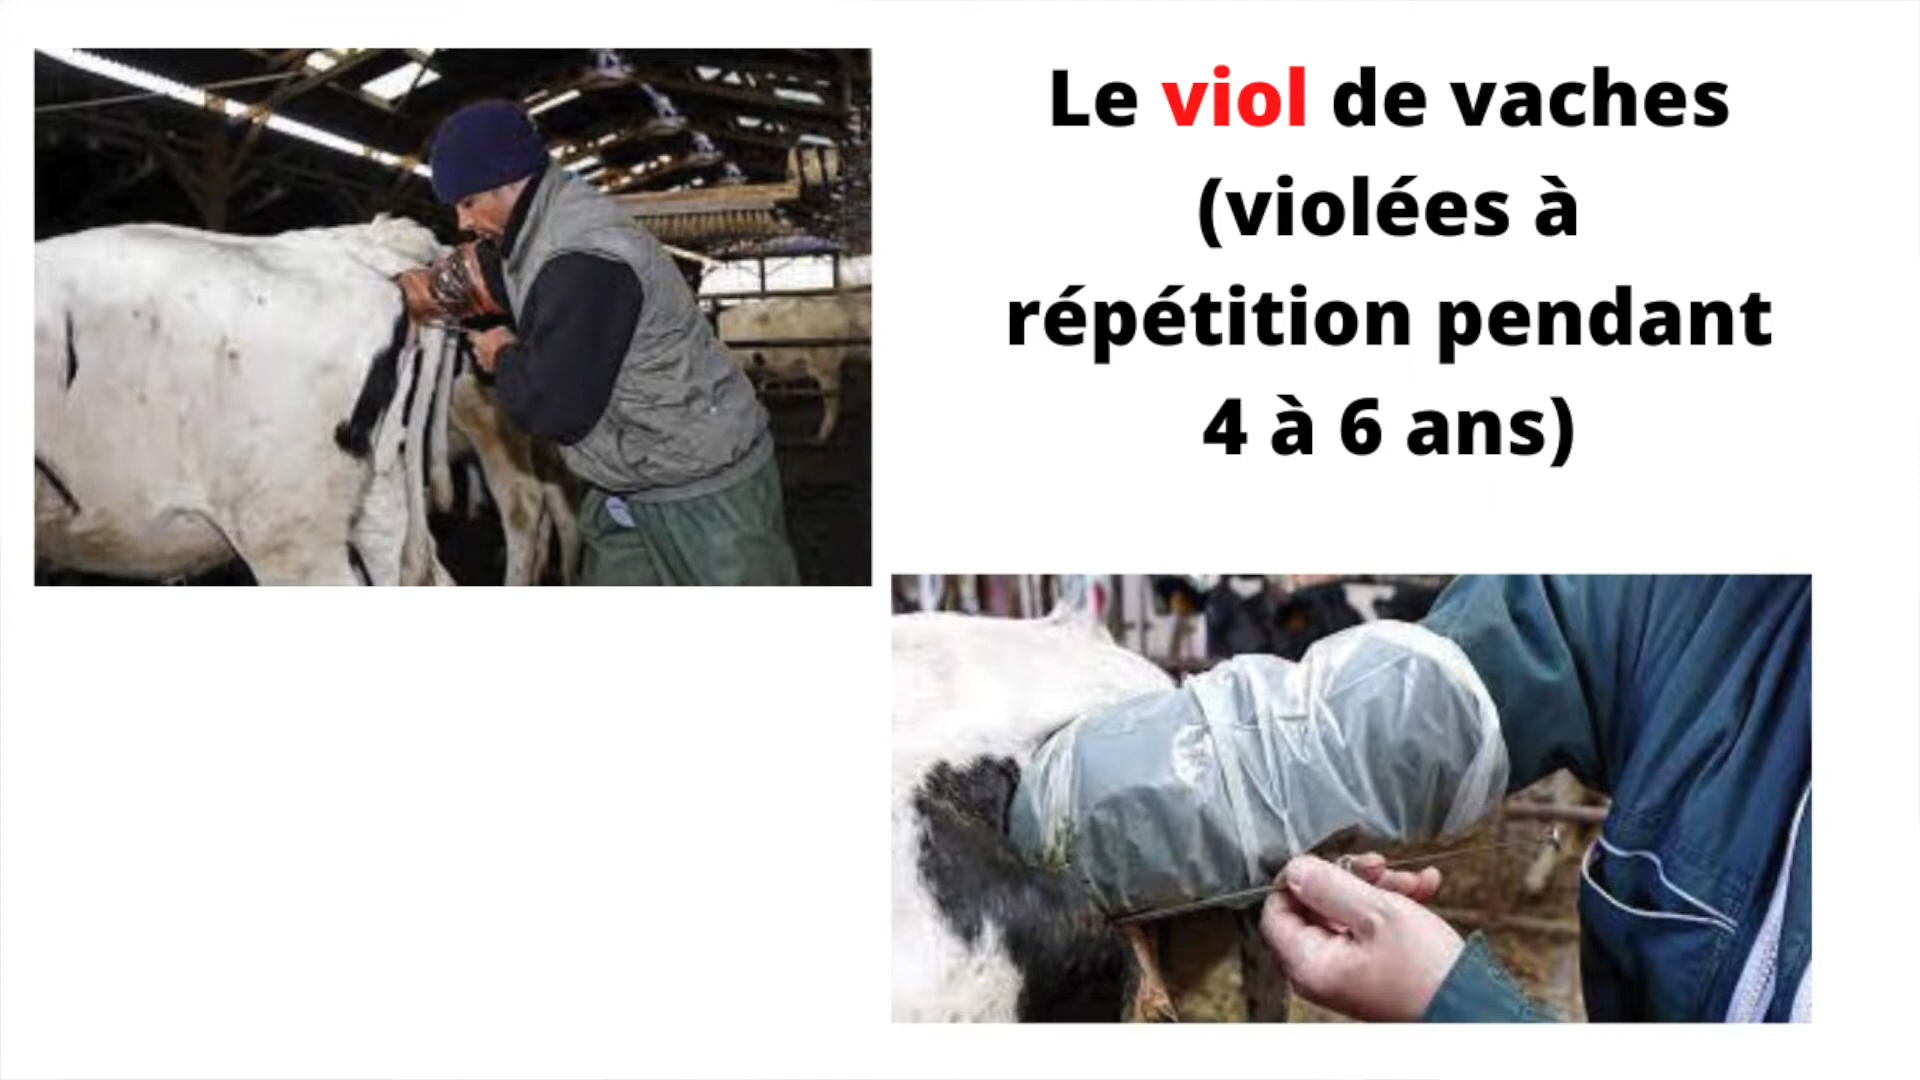 Le viol de vaches
(violées à
répétition pendant
4 à 6 ans)